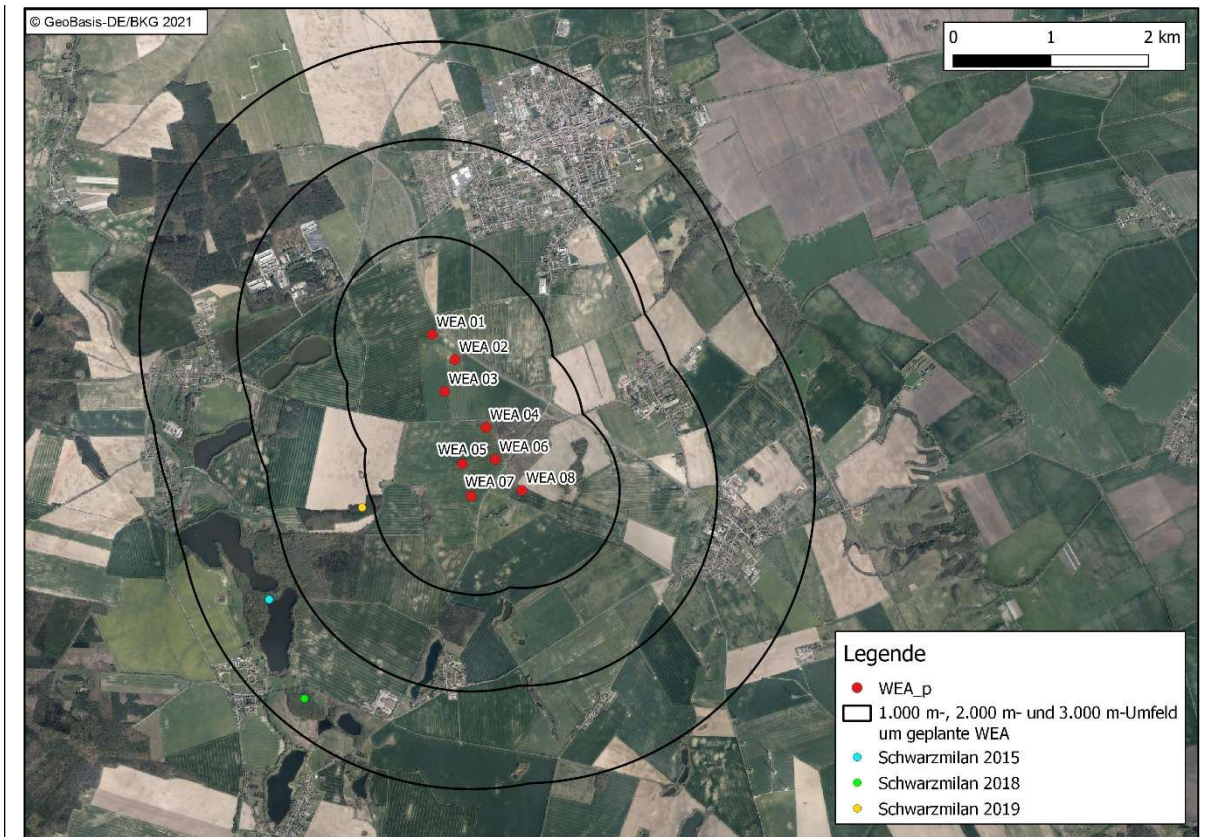 © GeoBasis-DE/BKG 2021
0 1 2 km
WEA 01
WEA 02
WEA 03
WEA 04
WEA 05
WEA 06
WEA 07
WEA 08
Legende
WEA_p
1.000 m-, 2.000 m- und 3.000 m-Umfeld
um geplante WEA
Schwarzmilan 2015
Schwarzmilan 2018
Schwarzmilan 2019